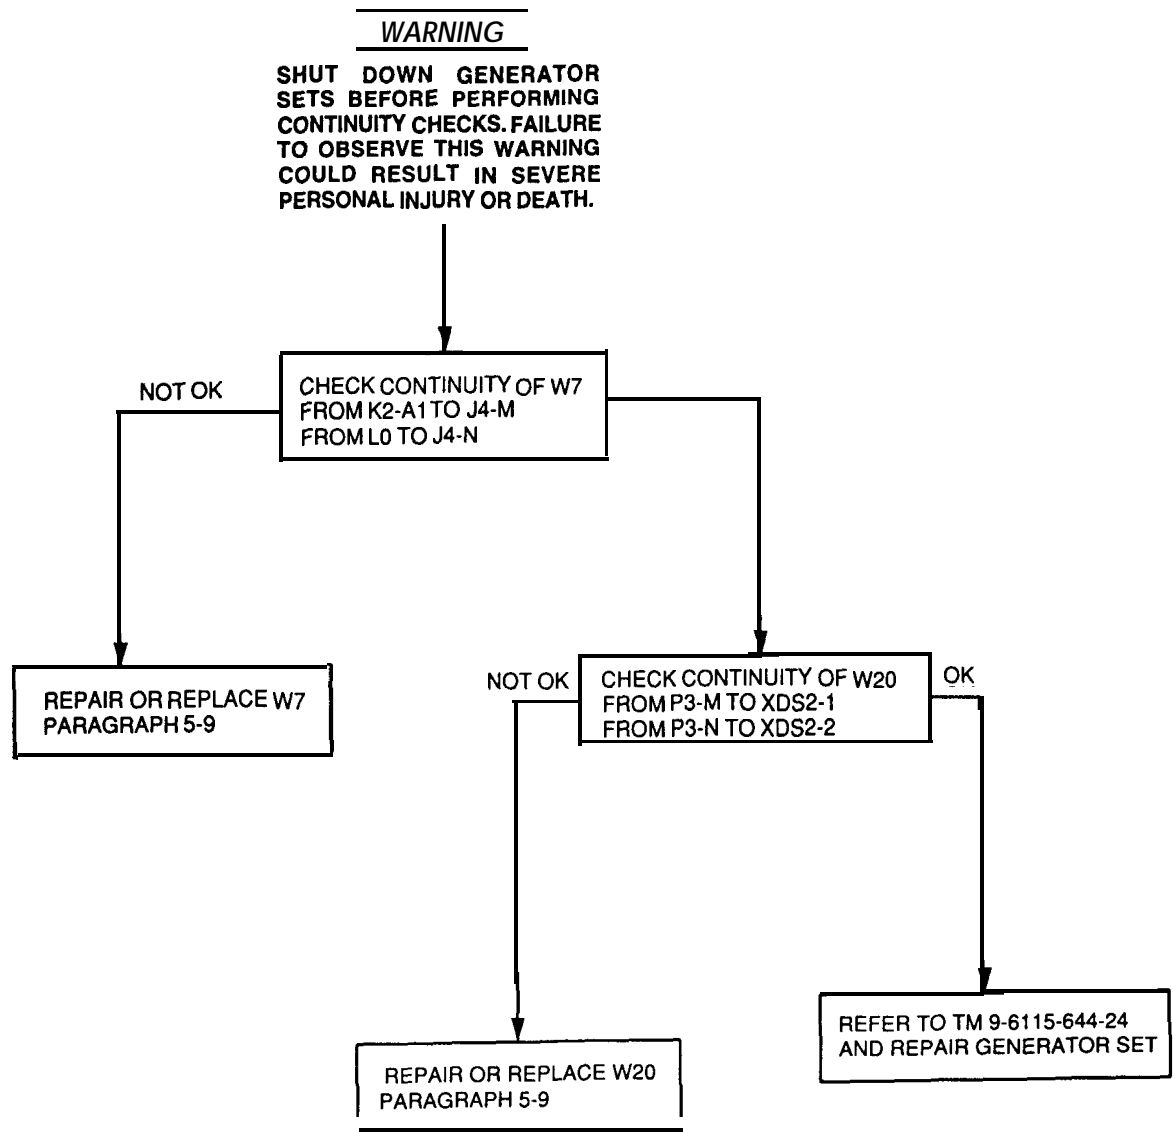 WARNING
SHUT DOWN GENERATOR
SETS BEFORE PERFORMING
CONTINUITY CHECKS. FAILURE
TO OBSERVE THIS WARNING
COULD RESULT IN SEVERE
PERSONAL INJURY OR DEATH.
NOT OK
CHECK CONTINUITY OF W7
FROM K2-A1 TO J4-M
FROM L0 TO J4-N
REPAIR OR REPLACE W7
PARAGRAPH 5-9
NOT OK
CHECK CONTINUITY OF W20
FROM P3-M TO XDS2-1
FROM P3-N TO XDS2-2
OK
REPAIR OR REPLACE W20
PARAGRAPH 5-9
REFER TO TM 9-6115-644-24
AND REPAIR GENERATOR SET